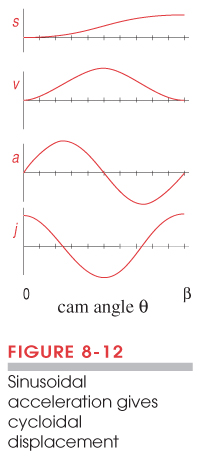 s
v
a
j
0 β
cam angle θ
FIGURE 8-12
Sinusoidal
acceleration gives
cycloidal
displacement